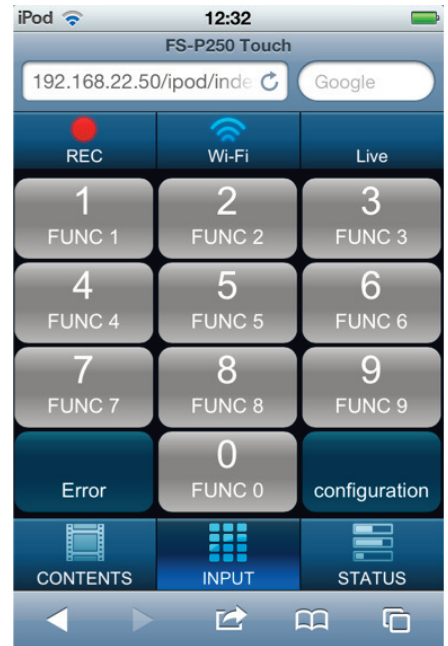 iPod 12:32
FS-P250 Touch
192.168.22.50/ipod/inde Google
REC Wi-Fi Live
1 2 3
FUNC 1 FUNC 2 FUNC 3
4 5 6
FUNC 4 FUNC 5 FUNC 6
7 8 9
FUNC 7 FUNC 8 FUNC 9
0
Error FUNC 0 configuration
CONTENTS INPUT STATUS